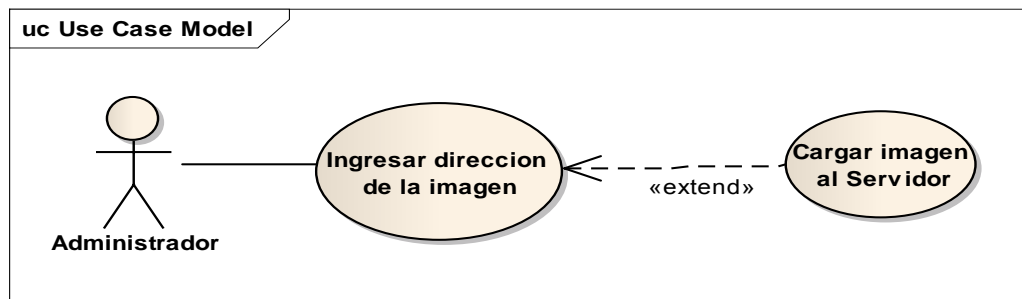 uc Use Case Model
Ingresar direccion
de la imagen
Cargar imagen
al Servidor
«extend»
Administrador